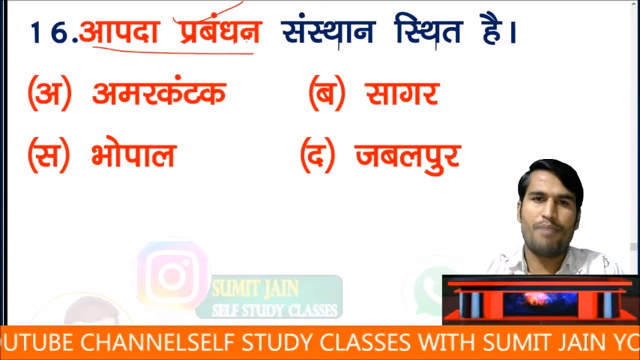 16. आपदा प्रबंधन संस्थान स्थित है।
(अ) अमरकंटक (ब) सागर
(स) भोपाल (द) जबलपुर
SUMIT JAIN
SELF STUDY CLASSES
OUTUBE CHANNELSELF STUDY CLASSES WITH SUMIT JAIN YO